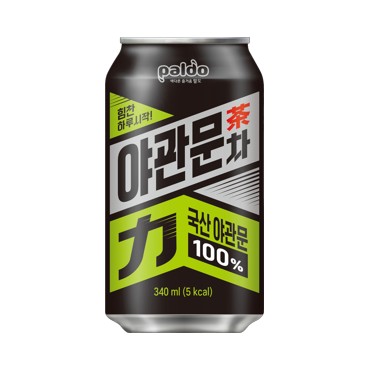 paldo
힘찬
하루시작!
야관문茶차
力
국산 야관문
100%
340 ml (5 kcal)